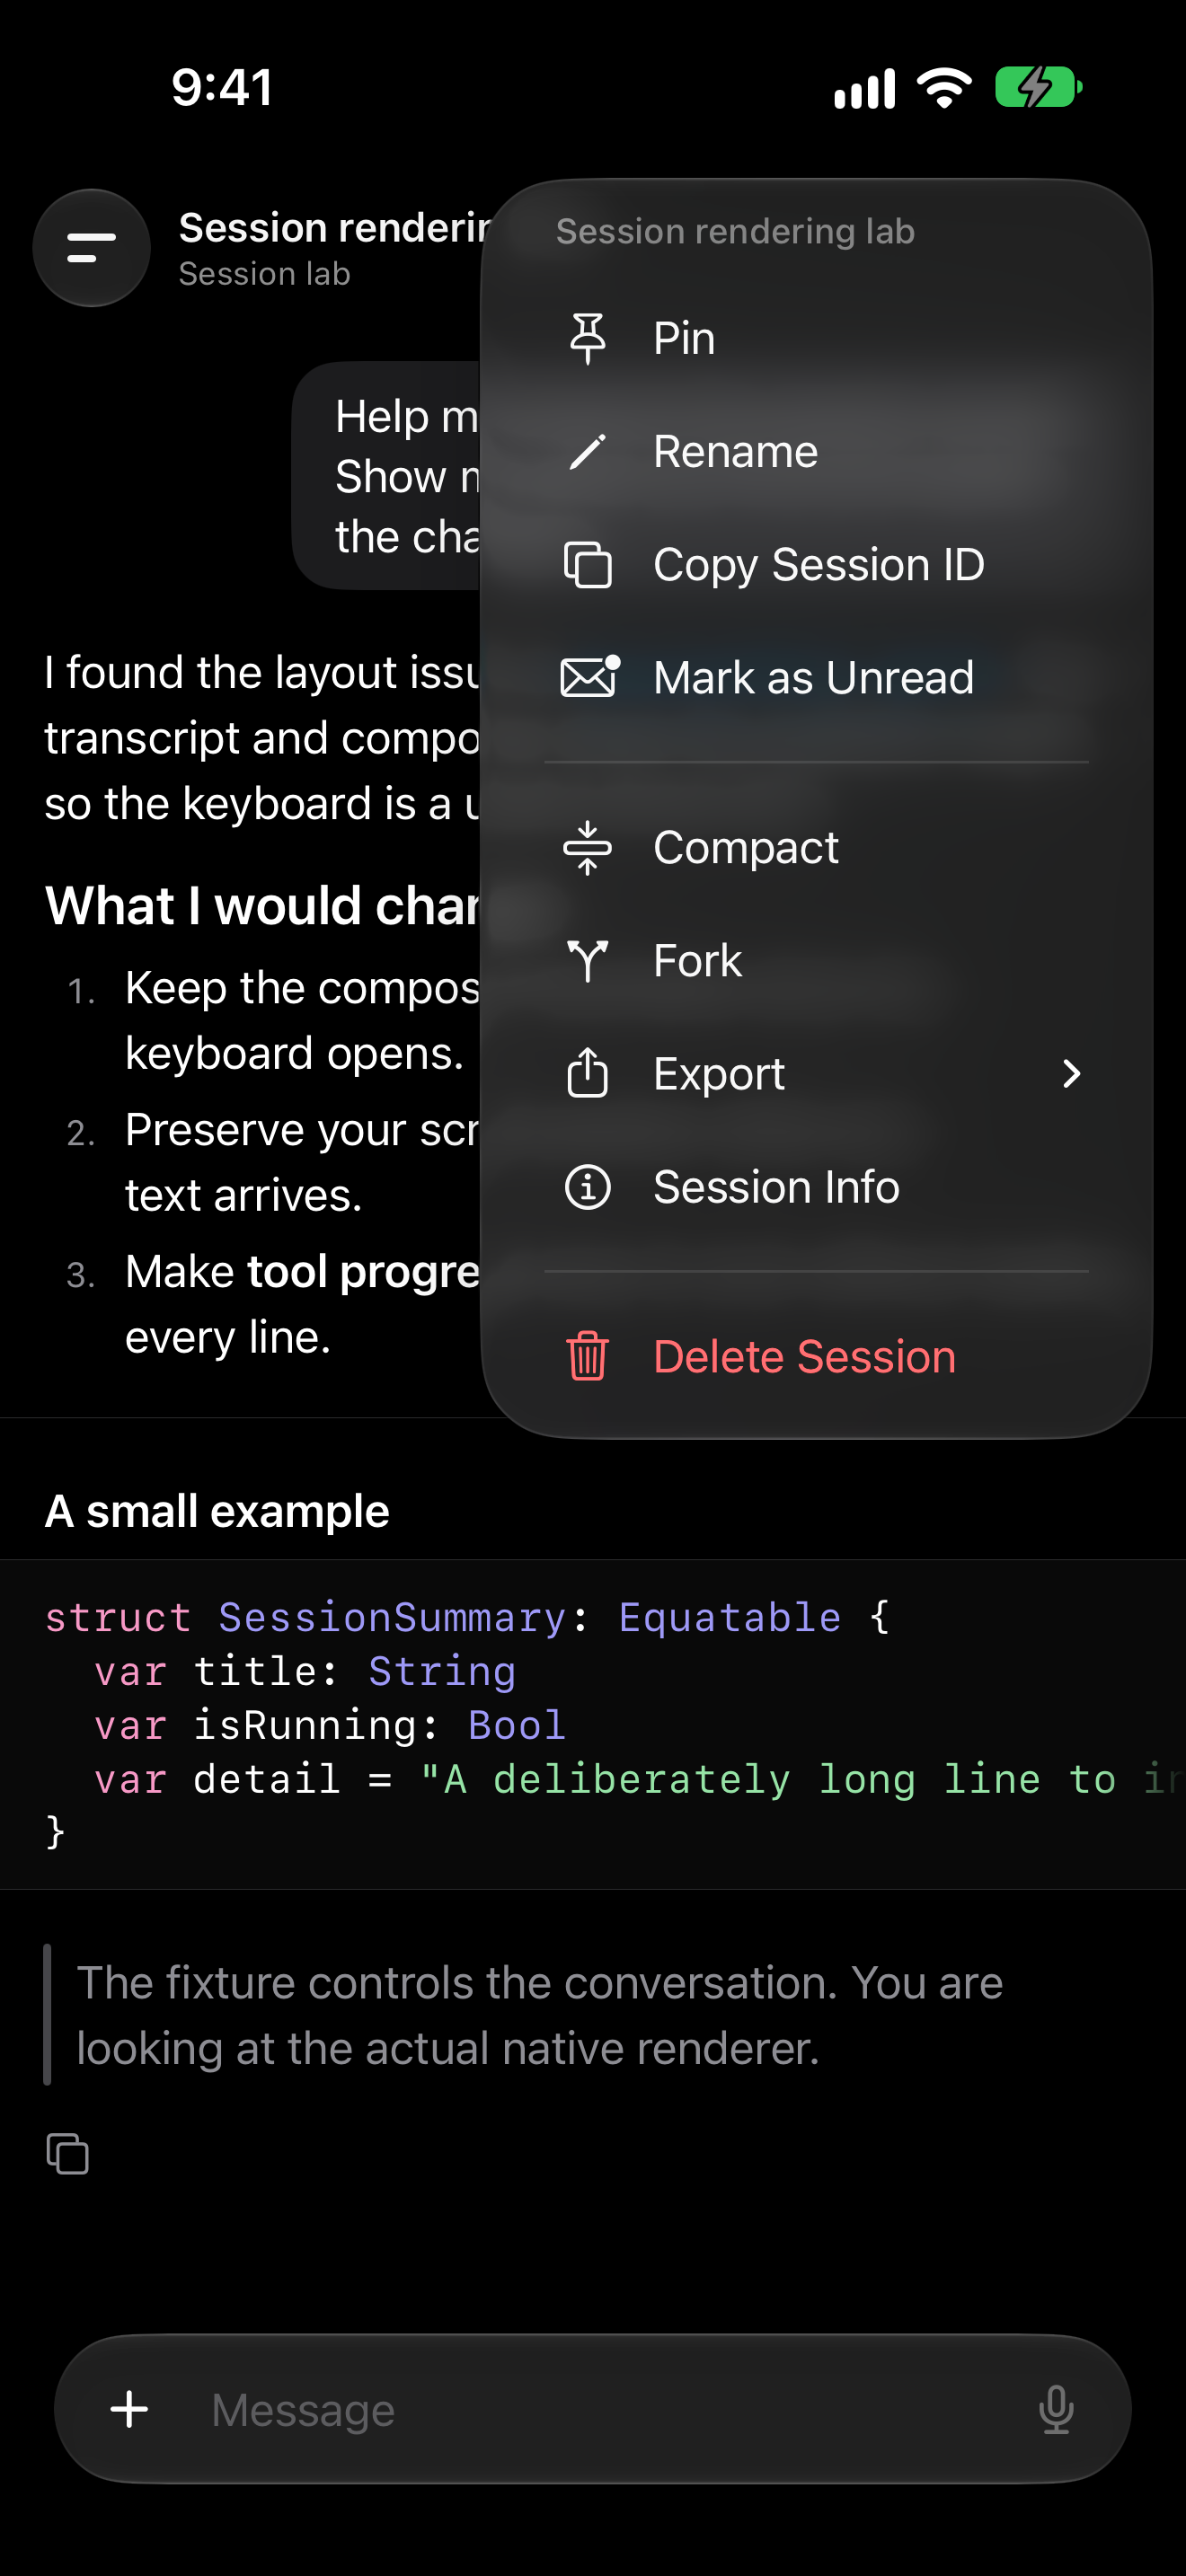 9:41
Session renderin
Session lab
Session rendering lab
Pin
Rename
Copy Session ID
Mark as Unread
Compact
Fork
Export
Session Info
Delete Session
Help m
Show m
the cha
I found the layout issu
transcript and compo
so the keyboard is a u
What I would chan
1. Keep the compos
keyboard opens.
2. Preserve your scr
text arrives.
3. Make tool progre
every line.
A small example
struct SessionSummary: Equatable {
  var title: String
  var isRunning: Bool
  var detail = "A deliberately long line to in
}
The fixture controls the conversation. You are
looking at the actual native renderer.
Message